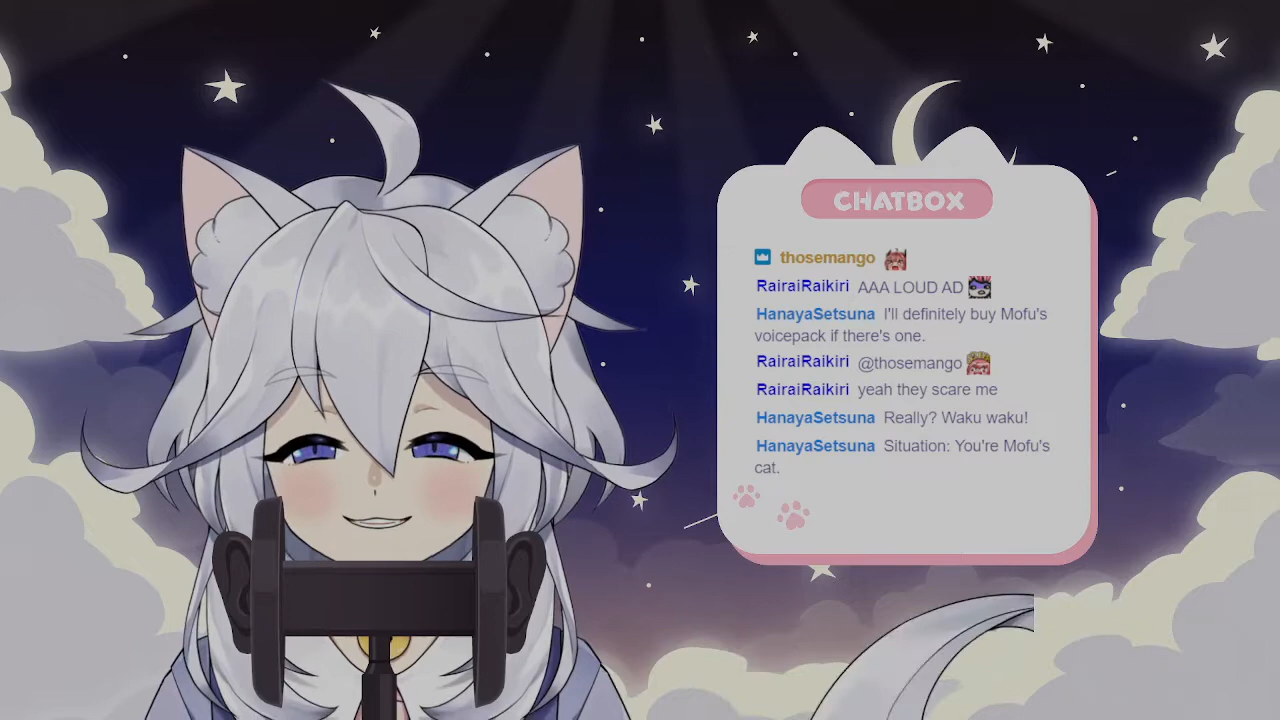 CHATBOX
thosemango
RairaiRaikiri AAA LOUD AD
HanayaSetsuna I'll definitely buy Mofu's
voicepack if there's one.
RairaiRaikiri @thosemango
RairaiRaikiri yeah they scare me
HanayaSetsuna Really? Waku waku!
HanayaSetsuna Situation: You're Mofu's
cat.